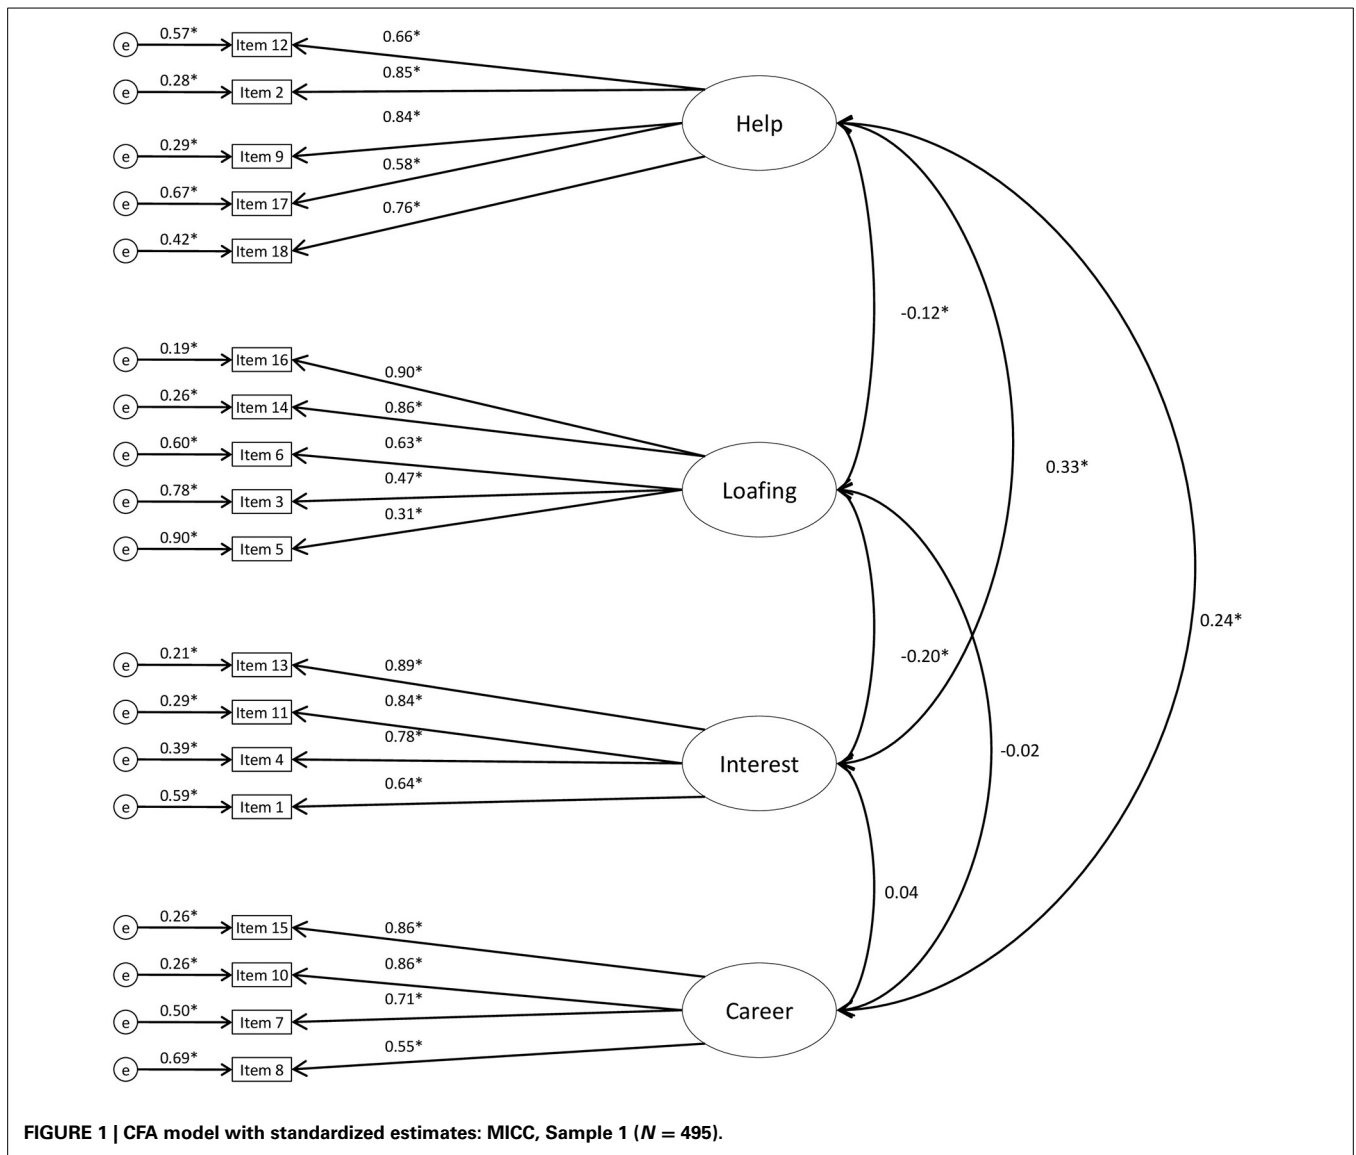 0.57*
e
Item 12
0.66*
0.28*
e
Item 2
0.85*
0.84*
Help
0.29*
e
Item 9
0.58*
0.67*
e
Item 17
0.76*
0.42*
e
Item 18
-0.12*
0.19*
e
Item 16
0.90*
0.26*
e
Item 14
0.86*
0.60*
e
Item 6
0.63*
0.33*
0.47*
Loafing
0.78*
e
Item 3
0.31*
0.90*
e
Item 5
0.24*
0.21*
e
Item 13
0.89*
-0.20*
0.29*
e
Item 11
0.84*
0.78*
-0.02
0.39*
e
Item 4
Interest
0.64*
0.59*
e
Item 1
0.04
0.26*
e
Item 15
0.86*
0.26*
e
Item 10
0.86*
0.71*
Career
0.50*
e
Item 7
0.55*
0.69*
e
Item 8
FIGURE 1 | CFA model with standardized estimates: MICC, Sample 1 (N = 495).